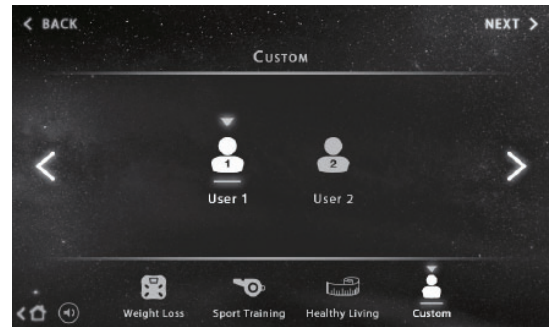 < BACK NEXT >
CUSTOM
1 2
User 1 User 2
Weight Loss Sport Training Healthy Living Custom